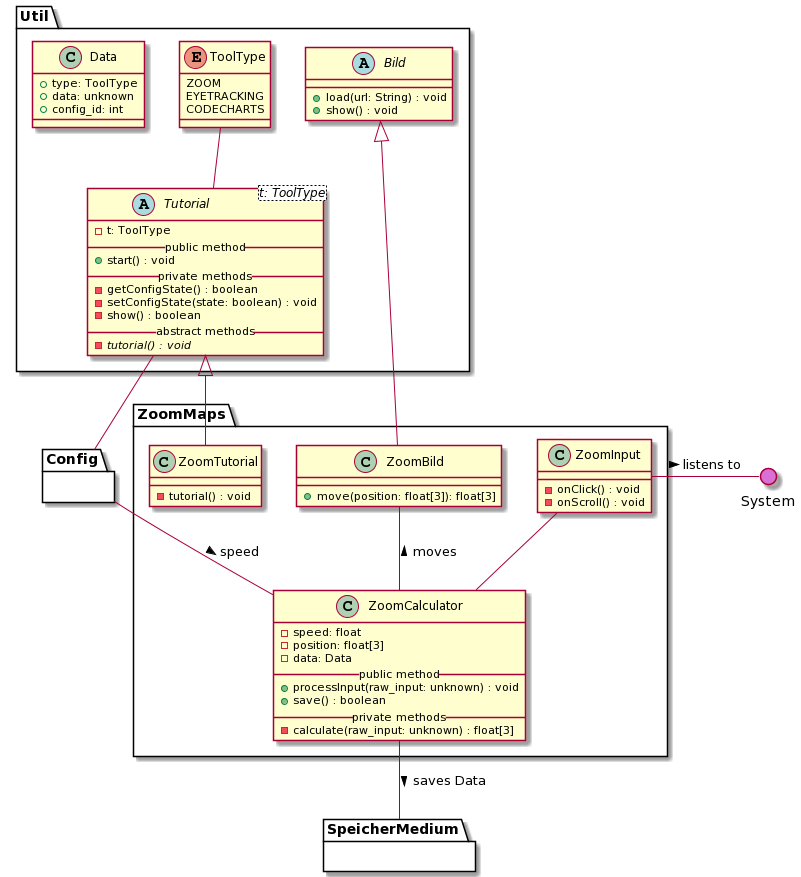 Util
C Data
type: ToolType
data: unknown
config_id: int
E ToolType
ZOOM
EYETRACKING
CODECHARTS
A Bild
load(url: String) : void
show() : void
A Tutorial
t: ToolType
t: ToolType
public method
start() : void
private methods
getConfigState() : boolean
setConfigState(state: boolean) : void
show() : boolean
abstract methods
tutorial() : void
ZoomMaps
Config
C ZoomTutorial
tutorial() : void
C ZoomBild
move(position: float[3]): float[3]
C ZoomInput
onClick() : void
onScroll() : void
listens to
System
speed
moves
C ZoomCalculator
speed: float
position: float[3]
data: Data
public method
processInput(raw_input: unknown) : void
save() : boolean
private methods
calculate(raw_input: unknown) : float[3]
saves Data
SpeicherMedium